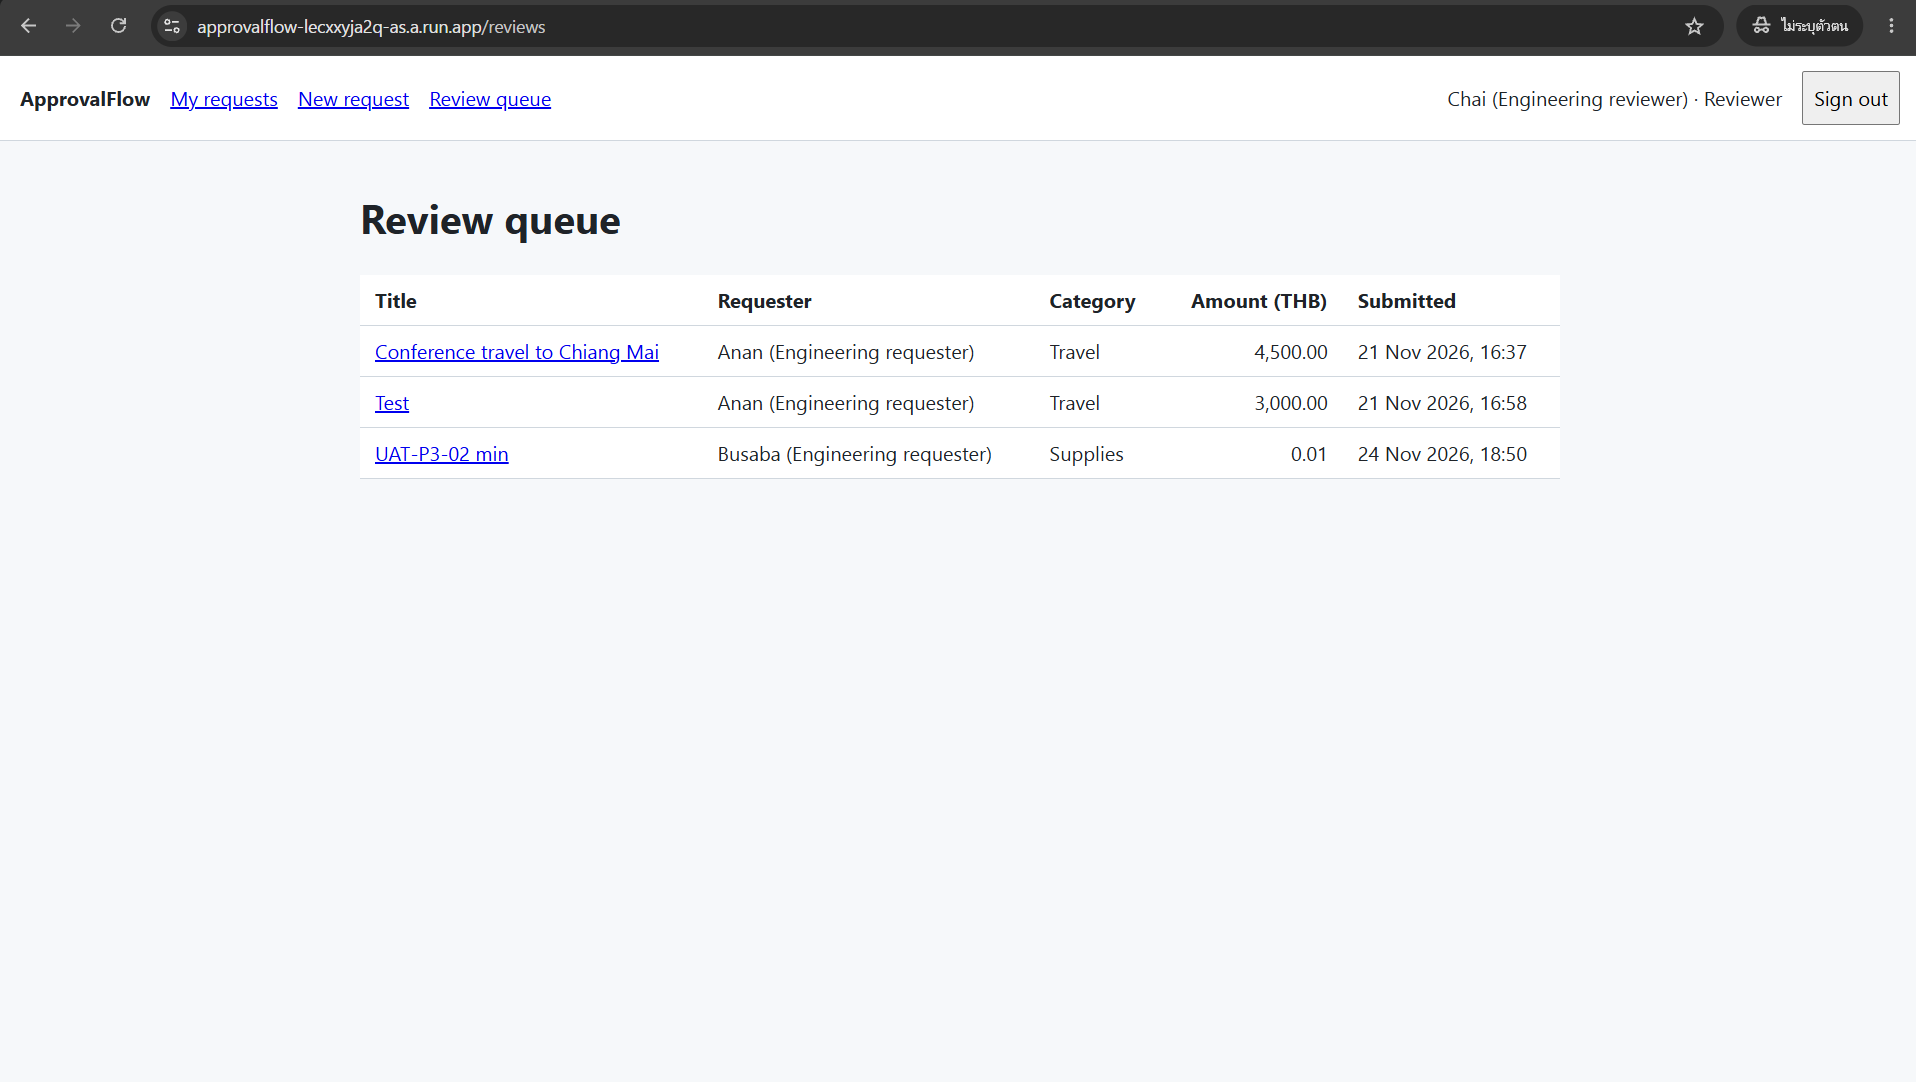 approvalflow-lecxxyja2q-as.a.run.app/reviews
ไม่ระบุตัวตน
ApprovalFlow My requests New request Review queue Chai (Engineering reviewer) · Reviewer Sign out
Review queue
Title Requester Category Amount (THB) Submitted
Conference travel to Chiang Mai Anan (Engineering requester) Travel 4,500.00 21 Nov 2026, 16:37
Test Anan (Engineering requester) Travel 3,000.00 21 Nov 2026, 16:58
UAT-P3-02 min Busaba (Engineering requester) Supplies 0.01 24 Nov 2026, 18:50